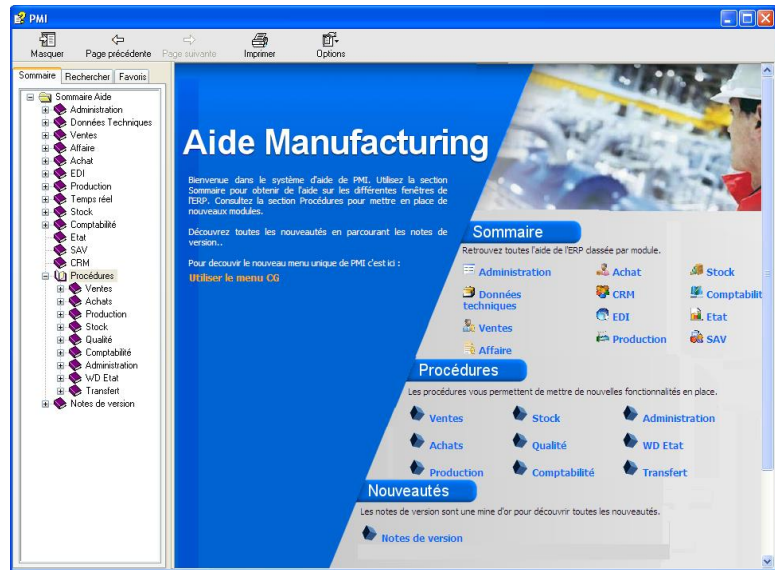 PMI
Masquer
Page précédente
Page suivante
Imprimer
Options
Sommaire
Rechercher
Favoris
Sommaire Aide
Administration
Données Techniques
Ventes
Affaire
Achat
EDI
Production
Temps réel
Stock
Comptabilité
Etat
SAV
CRM
Procédures
Ventes
Achats
Production
Stock
Qualité
Comptabilité
Administration
WD Etat
Transfert
Notes de version
Aide Manufacturing
Bienvenue dans le système d'aide de PMI. Utilisez la section
Sommaire pour obtenir de l'aide sur les différentes fenêtres de
l'ERP. Consultez la section Procédures pour mettre en place de
nouveaux modules.
Découvrez toutes les nouveautés en parcourant les notes de
version..
Pour decouvir le nouveau menu unique de PMI c'est ici :
Utiliser le menu CG
Sommaire
Retrouvez toutes l'aide de l'ERP classée par module.
Administration
Données
techniques
Ventes
Affaire
Achat
CRM
EDI
Production
Stock
Comptabilit
Etat
SAV
Procédures
Les procédures vous permettent de mettre de nouvelles fonctionnalités en place.
Ventes
Stock
Administration
Achats
Qualité
WD Etat
Production
Comptabilité
Transfert
Nouveautés
Les notes de version sont une mine d'or pour découvrir toutes les nouveautés.
Notes de version